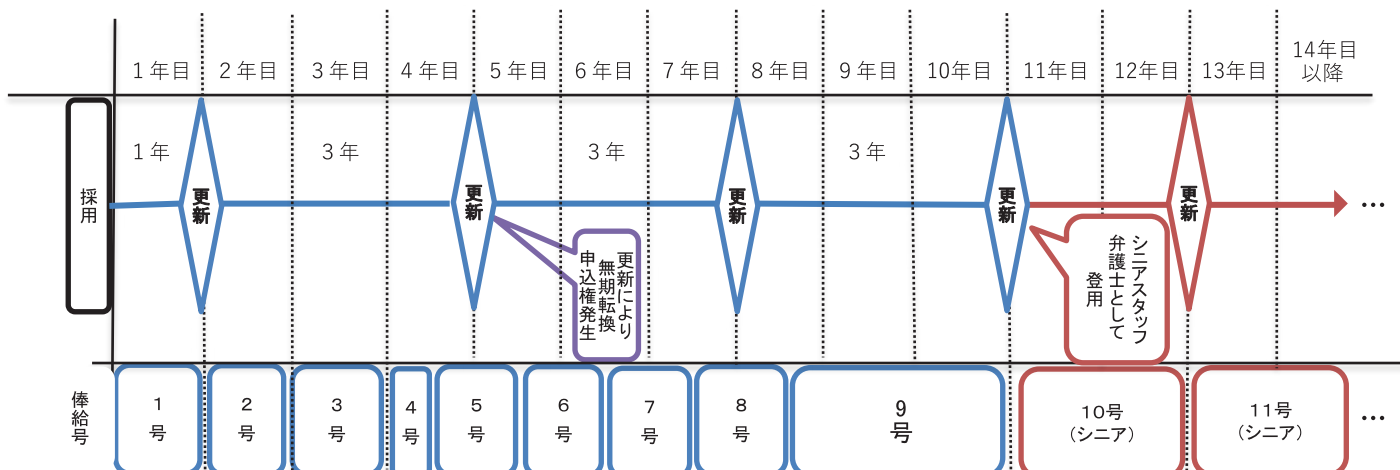 1年目 2年目 3年目 4年目 5年目 6年目 7年目 8年目 9年目 10年目 11年目 12年目 13年目 14年目
以降
採用
1年
更新
3年
更新
3年
更新
3年
更新
更新
…
更新により
無期転換
申込権発生
シニアスタッフ
弁護士として
登用
俸給号
1
号
2
号
3
号
4
号
5
号
6
号
7
号
8
号
9
号
10号
(シニア)
11号
(シニア)
…